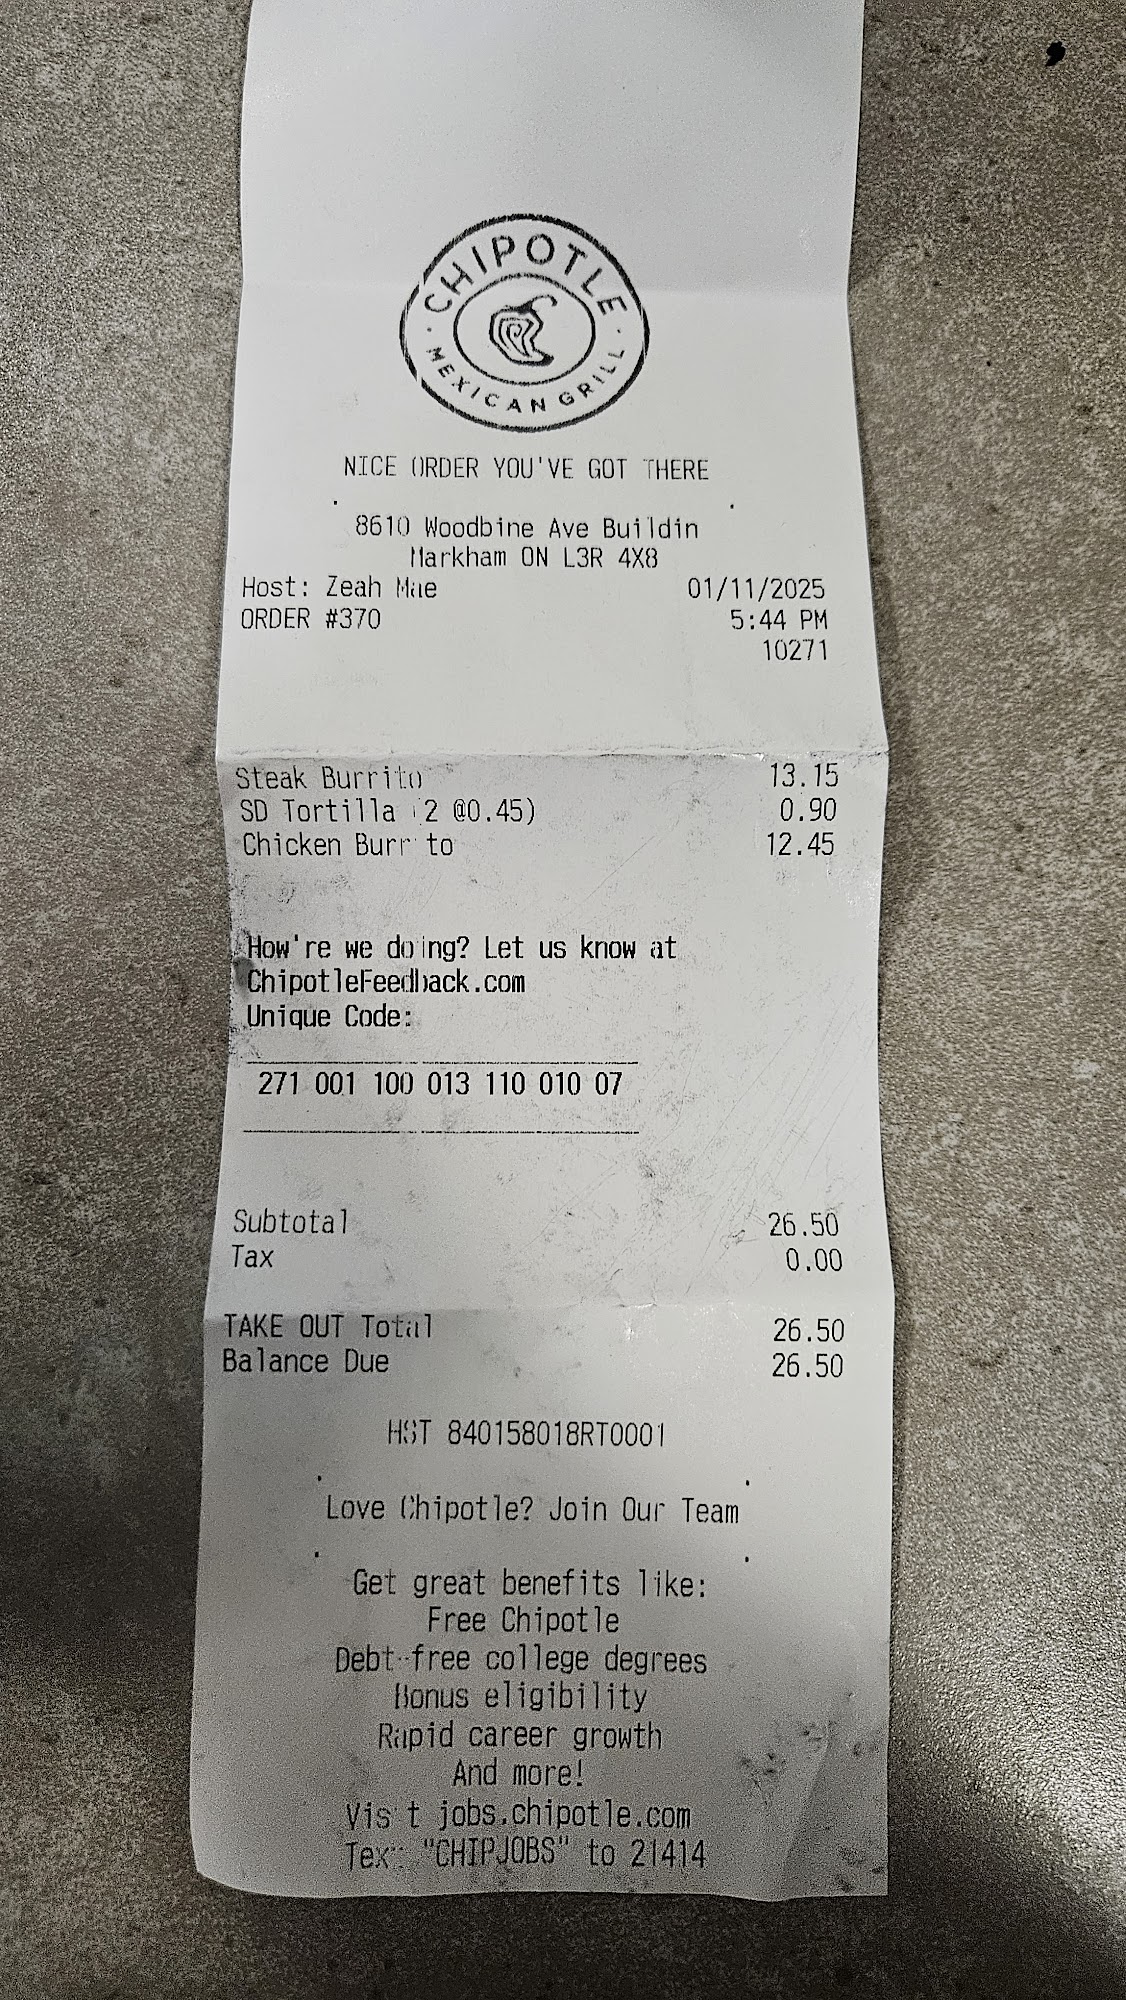 CHIPOTLE
MEXICAN GRILL
NICE ORDER YOU'VE GOT THERE
8610 Woodbine Ave Buildin
Markham ON L3R 4X8
Host: Zeah Mae 01/11/2025
ORDER #370 5:44 PM
10271
Steak Burrito 13.15
SD Tortilla (2 @0.45) 0.90
Chicken Burrito 12.45
How're we doing? Let us know at
ChipotleFeedback.com
Unique Code:
271 001 100 013 110 010 07
Subtotal 26.50
Tax 0.00
TAKE OUT Total 26.50
Balance Due 26.50
HST 840158018RT0001
Love Chipotle? Join Our Team
Get great benefits like:
Free Chipotle
Debt-free college degrees
Bonus eligibility
Rapid career growth
And more!
Visit jobs.chipotle.com
Text "CHIPJOBS" to 21414